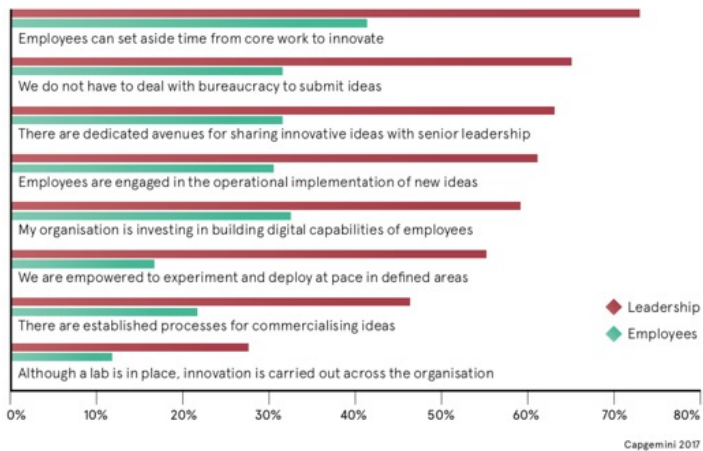 Employees can set aside time from core work to innovate
We do not have to deal with bureaucracy to submit ideas
There are dedicated avenues for sharing innovative ideas with senior leadership
Employees are engaged in the operational implementation of new ideas
My organisation is investing in building digital capabilities of employees
We are empowered to experiment and deploy at pace in defined areas
There are established processes for commercialising ideas
Although a lab is in place, innovation is carried out across the organisation
Leadership
Employees
0% 10% 20% 30% 40% 50% 60% 70% 80%
Capgemini 2017